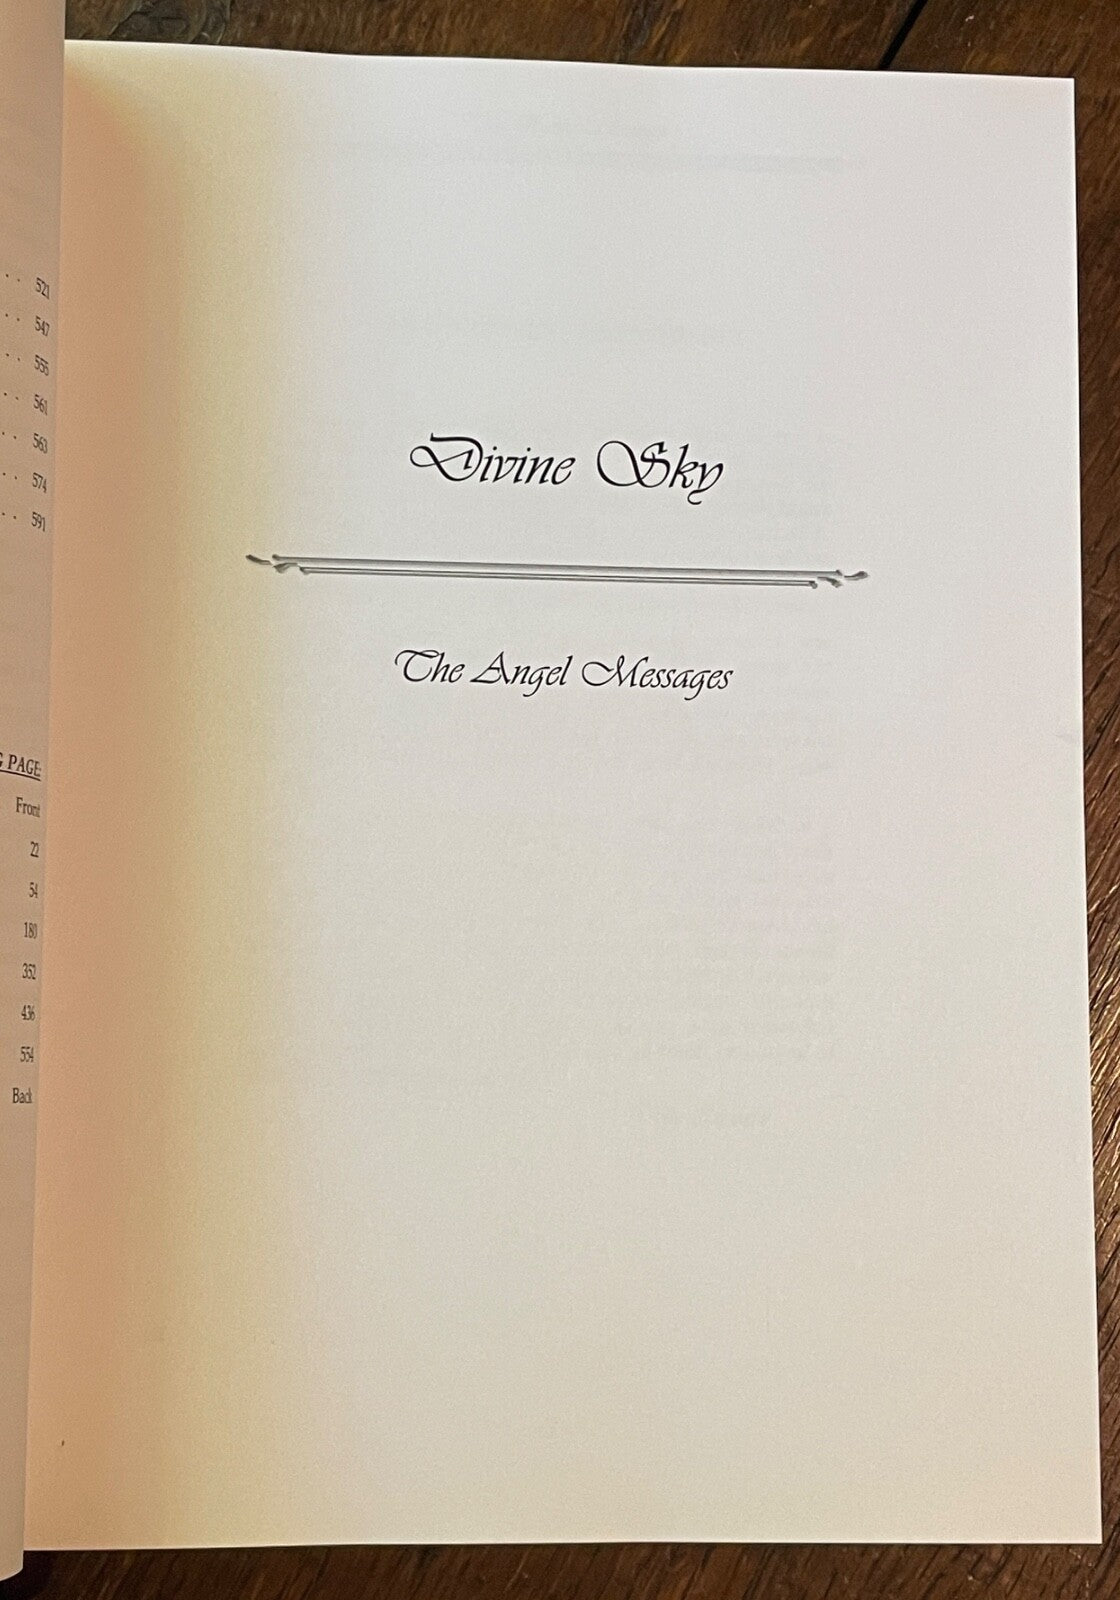 . . 521
. . 547
. . 555
. . 561
. . 563
. . 574
. . 591
G PAGE:
Front
22
54
180
352
436
554
Back
Divine Sky
The Angel Messages